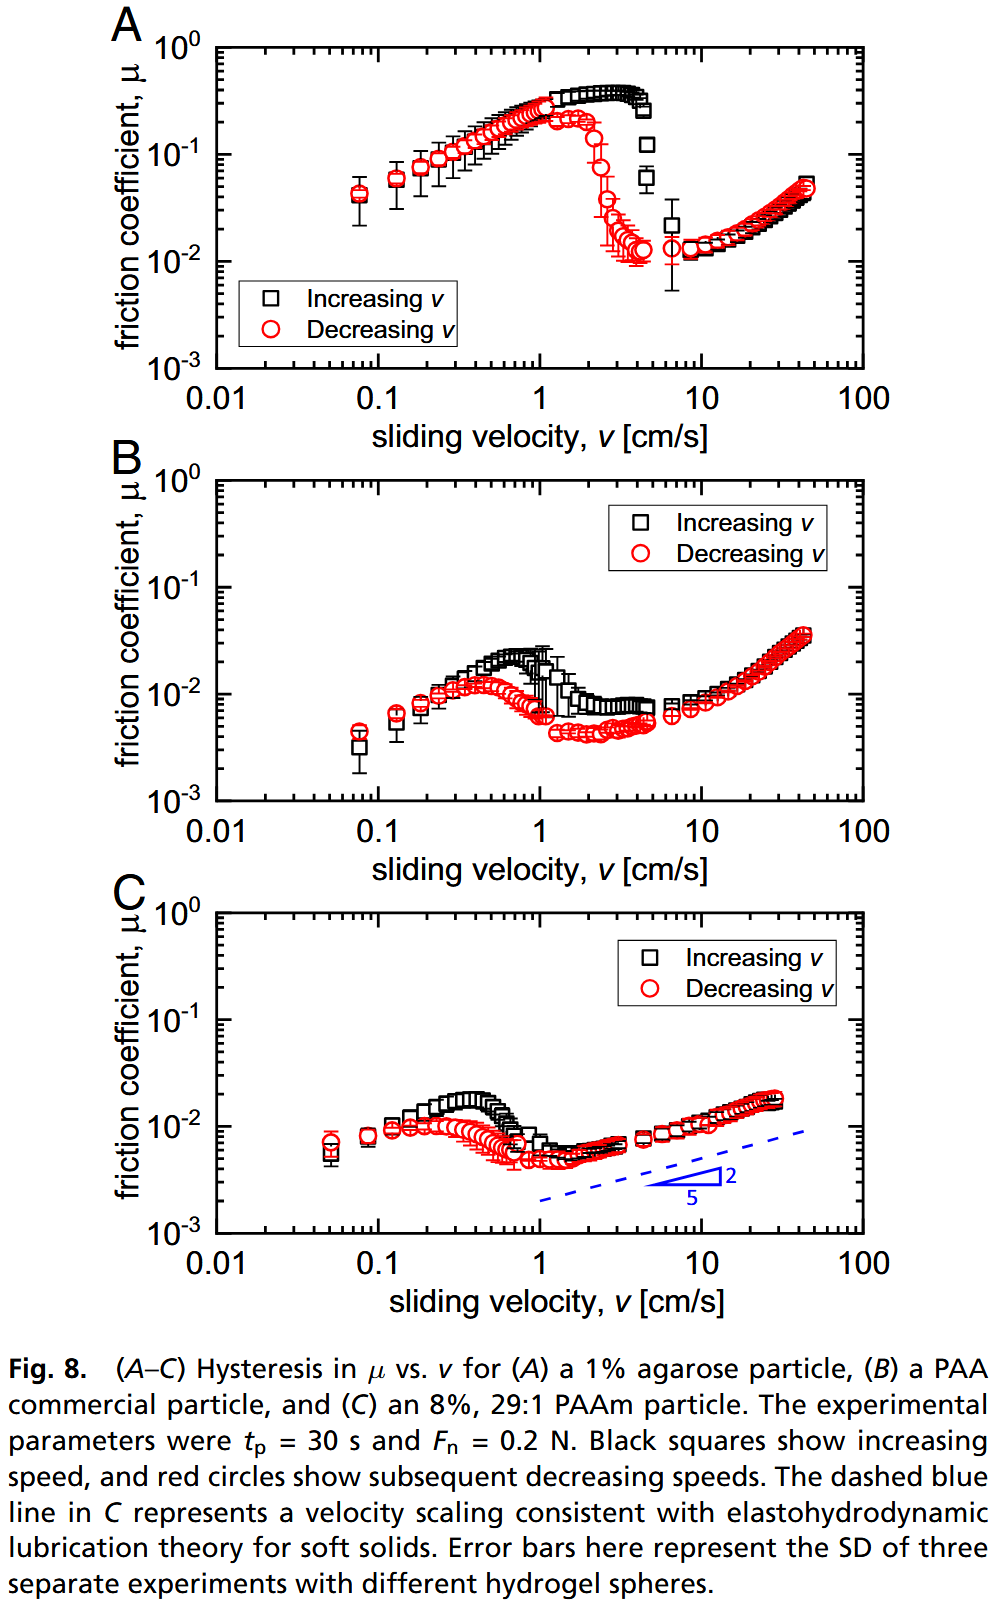 A
10⁰
10⁻¹
10⁻²
10⁻³
friction coefficient, μ
Increasing v
Decreasing v
0.01 0.1 1 10 100
sliding velocity, v [cm/s]
B
10⁰
10⁻¹
10⁻²
10⁻³
friction coefficient, μ
Increasing v
Decreasing v
0.01 0.1 1 10 100
sliding velocity, v [cm/s]
C
10⁰
10⁻¹
10⁻²
10⁻³
friction coefficient, μ
Increasing v
Decreasing v
2
5
0.01 0.1 1 10 100
sliding velocity, v [cm/s]
Fig. 8. (A–C) Hysteresis in μ vs. v for (A) a 1% agarose particle, (B) a PAA
commercial particle, and (C) an 8%, 29:1 PAAm particle. The experimental
parameters were tₚ = 30 s and Fₙ = 0.2 N. Black squares show increasing
speed, and red circles show subsequent decreasing speeds. The dashed blue
line in C represents a velocity scaling consistent with elastohydrodynamic
lubrication theory for soft solids. Error bars here represent the SD of three
separate experiments with different hydrogel spheres.